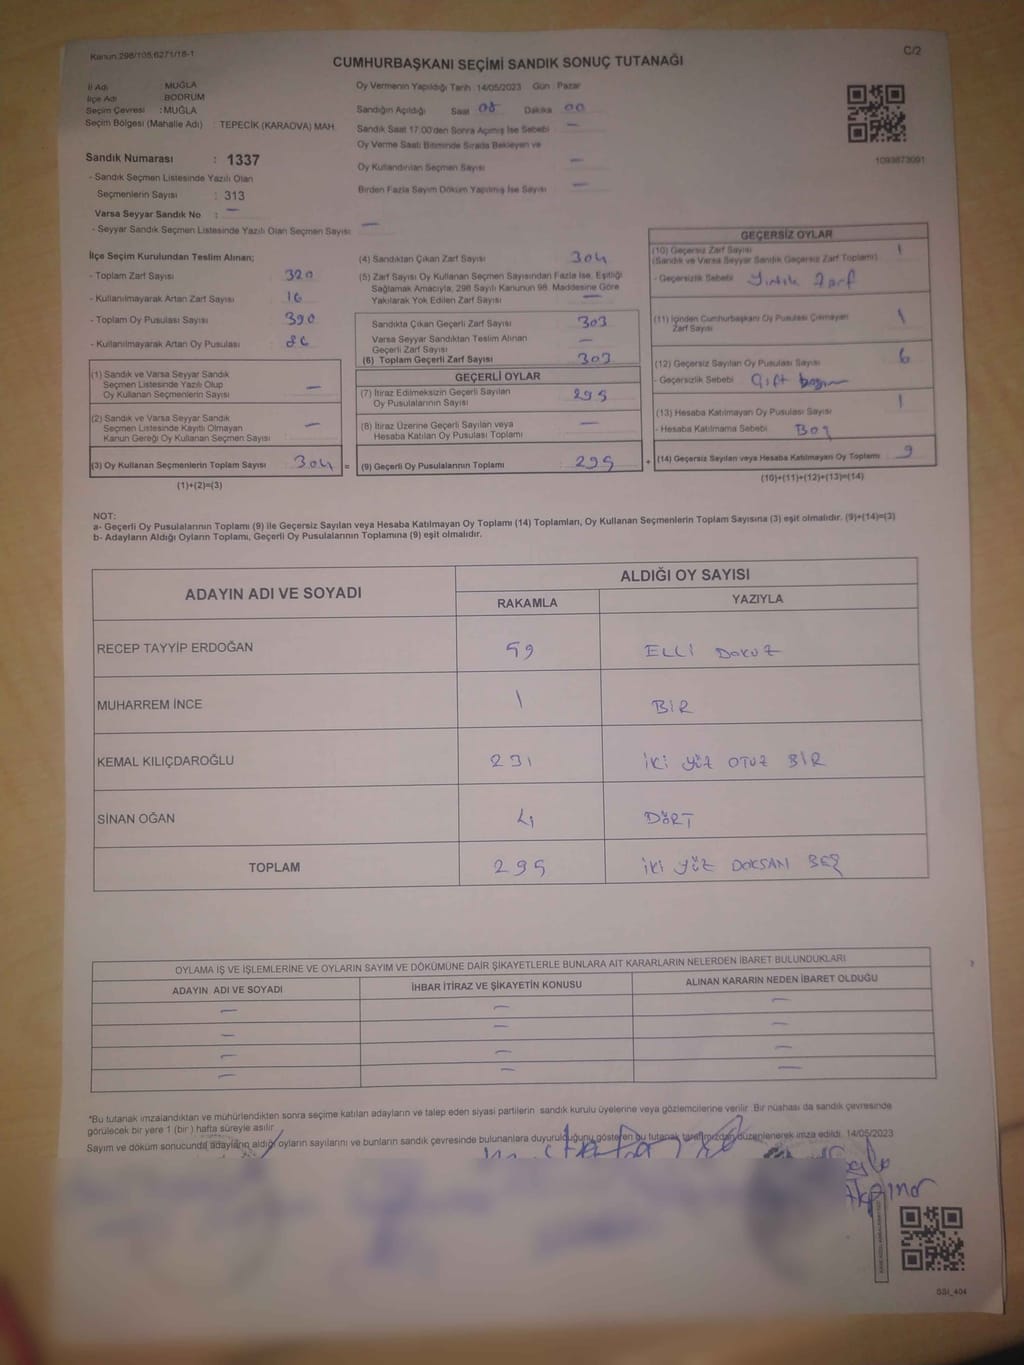 Kanun:298/105,6271/18-1
C/2
CUMHURBAŞKANI SEÇİMİ SANDIK SONUÇ TUTANAĞI
İl Adı : MUĞLA
İlçe Adı : BODRUM
Seçim Çevresi : MUĞLA
Seçim Bölgesi (Mahalle Adı) : TEPECİK (KARAOVA) MAH.
Sandık Numarası : 1337
- Sandık Seçmen Listesinde Yazılı Olan
Seçmenlerin Sayısı : 313
Varsa Seyyar Sandık No : —
- Seyyar Sandık Seçmen Listesinde Yazılı Olan Seçmen Sayısı : —
Oy Vermenin Yapıldığı Tarih :14/05/2023 Gün : Pazar
Sandığın Açıldığı Saat 08 Dakika 00
Sandık Saat 17:00'den Sonra Açılmış İse Sebebi —
Oy Verme Saati Bitiminde Sırada Bekleyen ve
Oy Kullandırılan Seçmen Sayısı —
Birden Fazla Sayım Döküm Yapılmış İse Sayısı —
1093873091
İlçe Seçim Kurulundan Teslim Alınan;
- Toplam Zarf Sayısı 320
- Kullanılmayarak Artan Zarf Sayısı 16
- Toplam Oy Pusulası Sayısı 390
- Kullanılmayarak Artan Oy Pusulası 86
(1) Sandık ve Varsa Seyyar Sandık
Seçmen Listesinde Yazılı Olup
Oy Kullanan Seçmenlerin Sayısı —
(2) Sandık ve Varsa Seyyar Sandık
Seçmen Listesinde Kayıtlı Olmayan
Kanun Gereği Oy Kullanan Seçmen Sayısı —
(3) Oy Kullanan Seçmenlerin Toplam Sayısı 304 =
(1)+(2)=(3)
(4) Sandıktan Çıkan Zarf Sayısı 304
(5) Zarf Sayısı Oy Kullanan Seçmen Sayısından Fazla İse, Eşitliği
Sağlamak Amacıyla, 298 Sayılı Kanunun 98. Maddesine Göre
Yakılarak Yok Edilen Zarf Sayısı —
Sandıkta Çıkan Geçerli Zarf Sayısı 303
Varsa Seyyar Sandıktan Teslim Alınan
Geçerli Zarf Sayısı —
(6) Toplam Geçerli Zarf Sayısı 303
GEÇERLİ OYLAR
(7) İtiraz Edilmeksizin Geçerli Sayılan
Oy Pusulalarının Sayısı 295
(8) İtiraz Üzerine Geçerli Sayılan veya
Hesaba Katılan Oy Pusulası Toplamı —
(9) Geçerli Oy Pusulalarının Toplamı 295 +
GEÇERSİZ OYLAR
(10) Geçersiz Zarf Sayısı 1
(Sandık ve Varsa Seyyar Sandık Geçersiz Zarf Toplamı)
- Geçersizlik Sebebi Yırtık Zarf
(11) İçinden Cumhurbaşkanı Oy Pusulası Çıkmayan
Zarf Sayısı 1
(12) Geçersiz Sayılan Oy Pusulası Sayısı 6
- Geçersizlik Sebebi Çift
(13) Hesaba Katılmayan Oy Pusulası Sayısı 1
- Hesaba Katılmama Sebebi Boş
(14) Geçersiz Sayılan veya Hesaba Katılmayan Oy Toplamı 9
(10)+(11)+(12)+(13)=(14)
NOT:
a- Geçerli Oy Pusulalarının Toplamı (9) ile Geçersiz Sayılan veya Hesaba Katılmayan Oy Toplamı (14) Toplamları, Oy Kullanan Seçmenlerin Toplam Sayısına (3) eşit olmalıdır. (9)+(14)=(3)
b- Adayların Aldığı Oyların Toplamı, Geçerli Oy Pusulalarının Toplamına (9) eşit olmalıdır.
ADAYIN ADI VE SOYADI
ALDIĞI OY SAYISI
RAKAMLA YAZIYLA
RECEP TAYYİP ERDOĞAN 59 ELLİ DOKUZ
MUHARREM İNCE 1 BİR
KEMAL KILIÇDAROĞLU 231 İKİ YÜZ OTUZ BİR
SİNAN OĞAN 4 DÖRT
TOPLAM 295 İKİ YÜZ DOKSAN BEŞ
OYLAMA İŞ VE İŞLEMLERİNE VE OYLARIN SAYIM VE DÖKÜMÜNE DAİR ŞİKAYETLERLE BUNLARA AİT KARARLARIN NELERDEN İBARET BULUNDUKLARI
ADAYIN ADI VE SOYADI İHBAR İTİRAZ VE ŞİKAYETİN KONUSU ALINAN KARARIN NEDEN İBARET OLDUĞU
— — —
— — —
— — —
— — —
*Bu tutanak imzalandıktan ve mühürlendikten sonra seçime katılan adayların ve talep eden siyasi partilerin sandık kurulu üyelerine veya gözlemcilerine verilir. Bir nüshası da sandık çevresinde
görülecek bir yere 1 (bir ) hafta süreyle asılır.
Sayım ve döküm sonucunda adayların aldığı oyların sayılarını ve bunların sandık çevresinde bulunanlara duyurulduğunu gösteren bu tutanak tarafımızdan düzenlenerek imza edildi. 14/05/2023
GSI_404